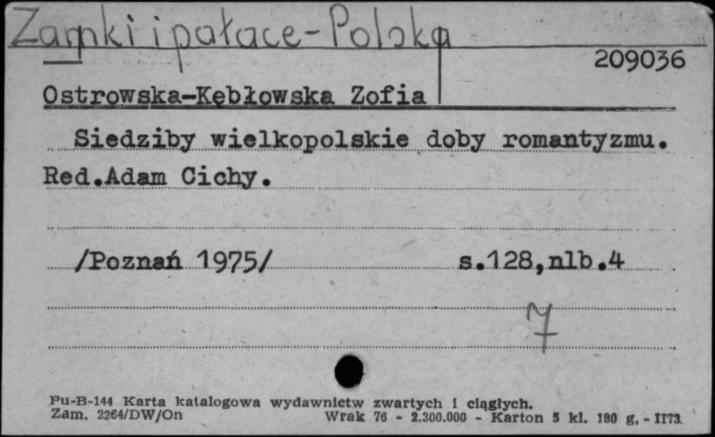 Zamki i pałace-Polska
209036
Ostrowska-Kębłowska Zofia
Siedziby wielkopolskie doby romantyzmu.
Red.Adam Cichy.
/Poznań 1975/ s.128,nlb.4
7
Pu-B-144 Karta katalogowa wydawnictw zwartych i ciągłych.
Zam. 2264/DW/On Wrak 76 - 2.300.000 - Karton 5 kl. 180 g, - II73.